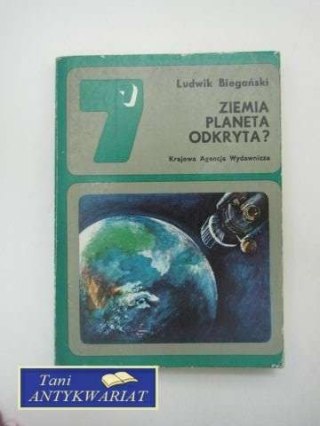 7
Ludwik Biegański
ZIEMIA
PLANETA
ODKRYTA?
Krajowa Agencja Wydawnicza
Tani
ANTYKWARIAT